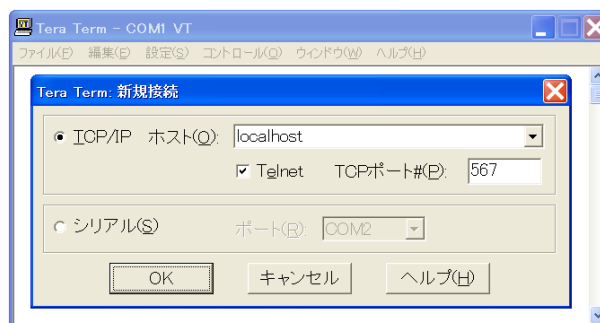 Tera Term - COM1 VT
ファイル(F) 編集(E) 設定(S) コントロール(O) ウィンドウ(W) ヘルプ(H)
Tera Term: 新規接続
TCP/IP ホスト(O): localhost
Telnet TCPポート#(P): 567
シリアル(S) ポート(R): COM2
OK キャンセル ヘルプ(H)